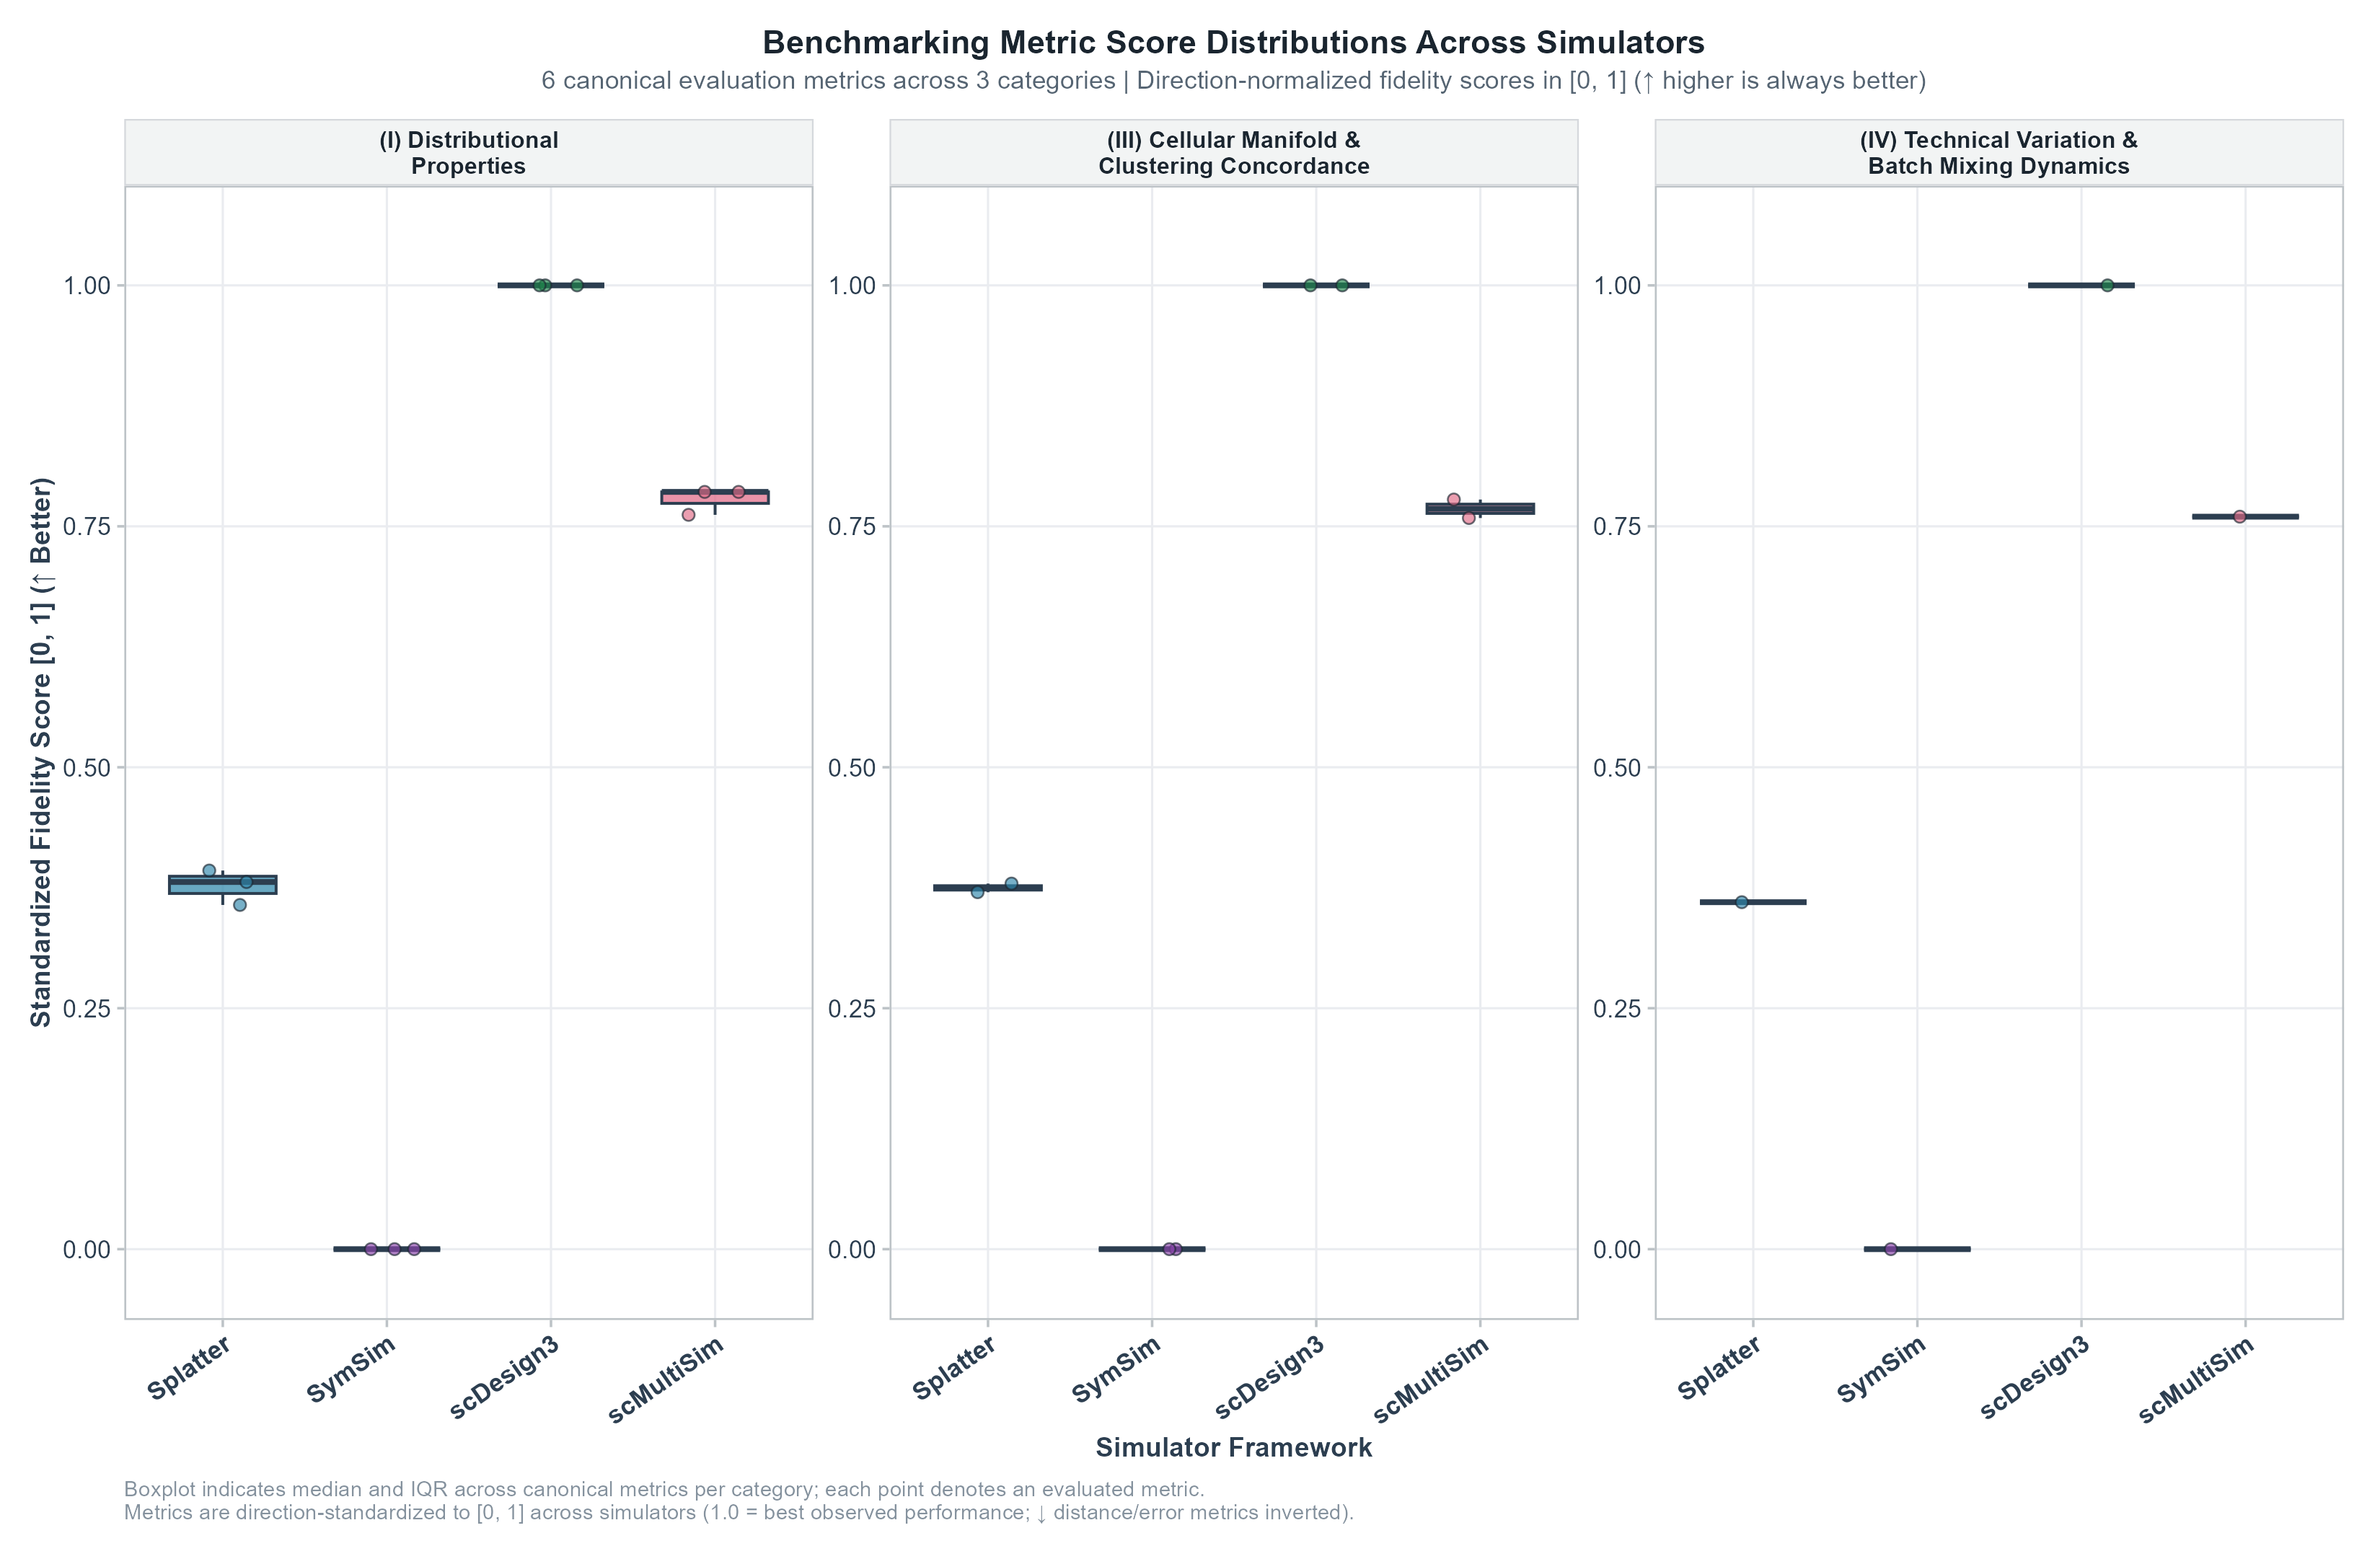 Benchmarking Metric Score Distributions Across Simulators
6 canonical evaluation metrics across 3 categories | Direction-normalized fidelity scores in [0, 1] (↑ higher is always better)
(I) Distributional
Properties
(III) Cellular Manifold &
Clustering Concordance
(IV) Technical Variation &
Batch Mixing Dynamics
Standardized Fidelity Score [0, 1] (↑ Better)
1.00
0.75
0.50
0.25
0.00
1.00
0.75
0.50
0.25
0.00
1.00
0.75
0.50
0.25
0.00
Splatter
SymSim
scDesign3
scMultiSim
Splatter
SymSim
scDesign3
scMultiSim
Splatter
SymSim
scDesign3
scMultiSim
Simulator Framework
Boxplot indicates median and IQR across canonical metrics per category; each point denotes an evaluated metric.
Metrics are direction-standardized to [0, 1] across simulators (1.0 = best observed performance; ↓ distance/error metrics inverted).